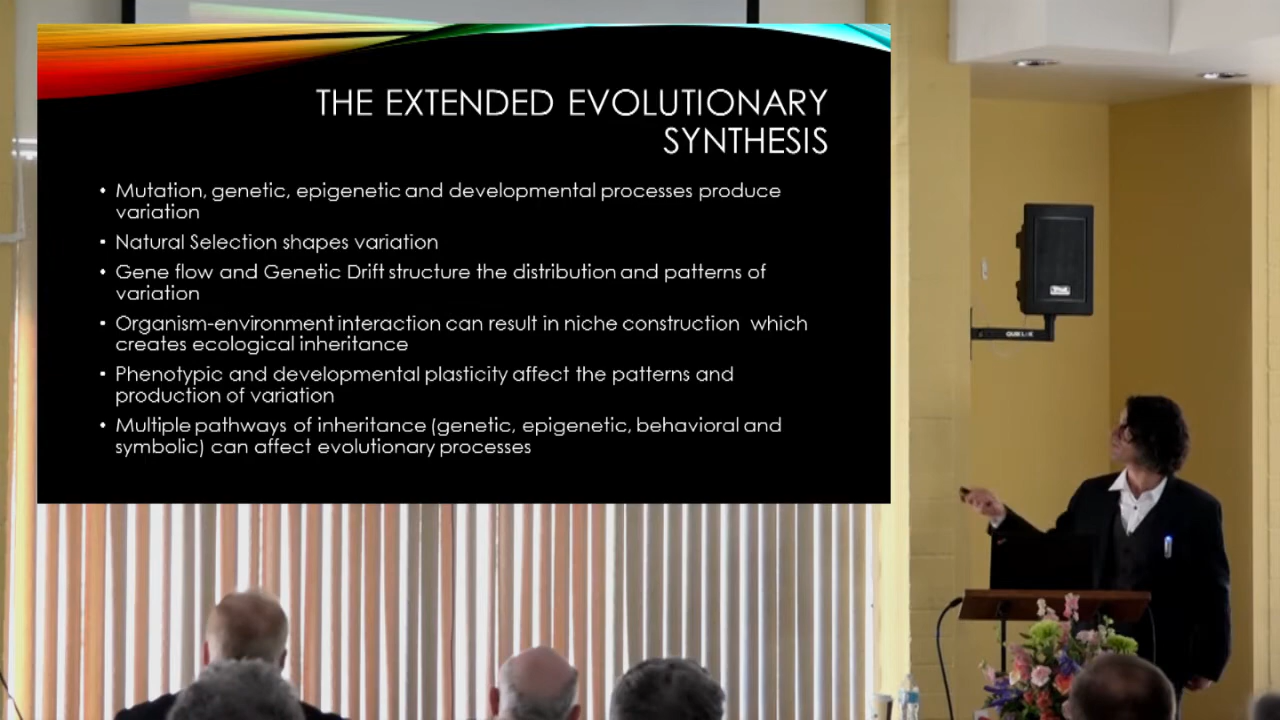 THE EXTENDED EVOLUTIONARY
SYNTHESIS
• Mutation, genetic, epigenetic and developmental processes produce
variation
• Natural Selection shapes variation
• Gene flow and Genetic Drift structure the distribution and patterns of
variation
• Organism-environment interaction can result in niche construction which
creates ecological inheritance
• Phenotypic and developmental plasticity affect the patterns and
production of variation
• Multiple pathways of inheritance (genetic, epigenetic, behavioral and
symbolic) can affect evolutionary processes